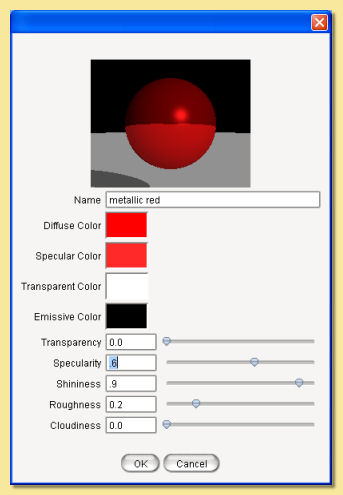 Name metallic red
Diffuse Color
Specular Color
Transparent Color
Emissive Color
Transparency 0.0
Specularity .6
Shininess .9
Roughness 0.2
Cloudiness 0.0
OK Cancel